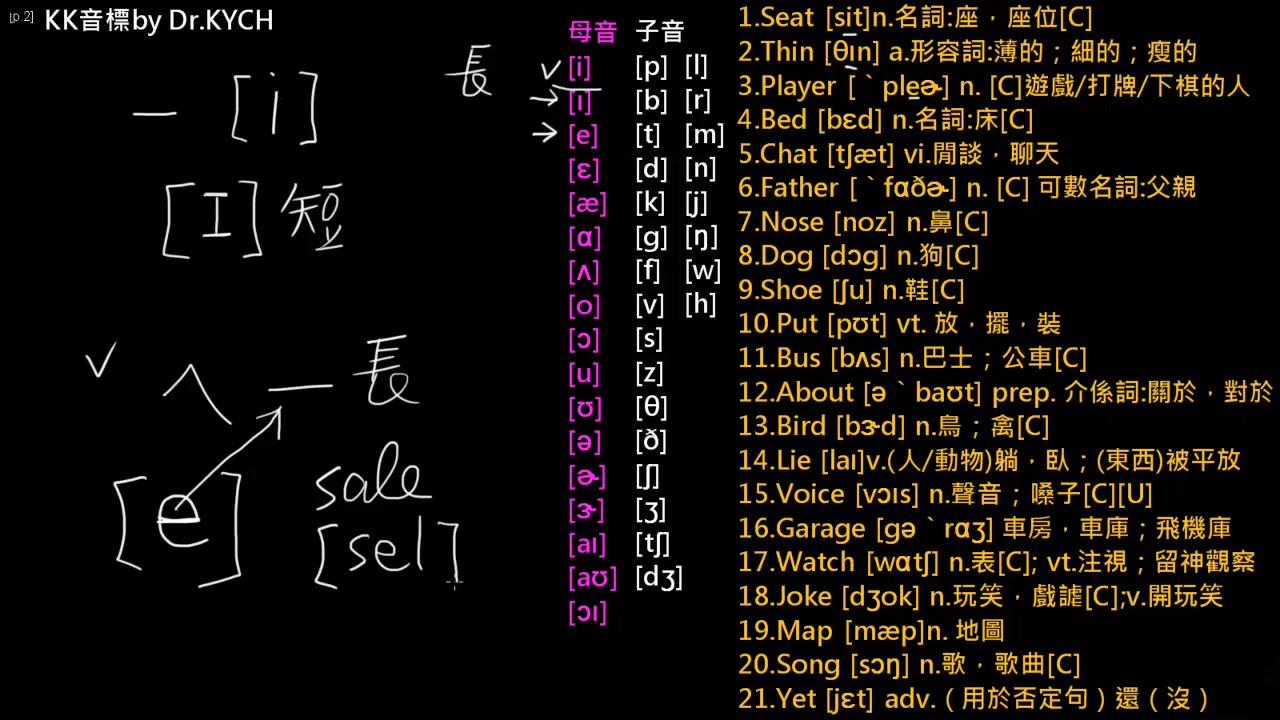 [p.2] KK音標by Dr.KYCH
一 [i] 長
[I] 短
v ㄟ 一 長
[e] sale
[sel]
母音 子音
v [i] [p] [l]
→ [ɪ] [b] [r]
→ [e] [t] [m]
[ɛ] [d] [n]
[æ] [k] [j]
[ɑ] [g] [ŋ]
[ʌ] [f] [w]
[o] [v] [h]
[ɔ] [s]
[u] [z]
[ʊ] [θ]
[ə] [ð]
[ɚ] [ʃ]
[ɝ] [ʒ]
[aɪ] [tʃ]
[aʊ] [dʒ]
[ɔɪ]
1.Seat [sit]n.名詞:座，座位[C]
2.Thin [θɪn] a.形容詞:薄的；細的；瘦的
3.Player [ˋpleɚ] n. [C]遊戲/打牌/下棋的人
4.Bed [bɛd] n.名詞:床[C]
5.Chat [tʃæt] vi.閒談，聊天
6.Father [ˋfɑðɚ] n. [C] 可數名詞:父親
7.Nose [noz] n.鼻[C]
8.Dog [dɔg] n.狗[C]
9.Shoe [ʃu] n.鞋[C]
10.Put [pʊt] vt. 放，擺，裝
11.Bus [bʌs] n.巴士；公車[C]
12.About [əˋbaʊt] prep. 介係詞:關於，對於
13.Bird [bɝd] n.鳥；禽[C]
14.Lie [laɪ]v.(人/動物)躺，臥；(東西)被平放
15.Voice [vɔɪs] n.聲音；嗓子[C][U]
16.Garage [gəˋrɑʒ] 車房，車庫；飛機庫
17.Watch [wɑtʃ] n.表[C]; vt.注視；留神觀察
18.Joke [dʒok] n.玩笑，戲謔[C];v.開玩笑
19.Map [mæp]n. 地圖
20.Song [sɔŋ] n.歌，歌曲[C]
21.Yet [jɛt] adv.（用於否定句）還（沒）